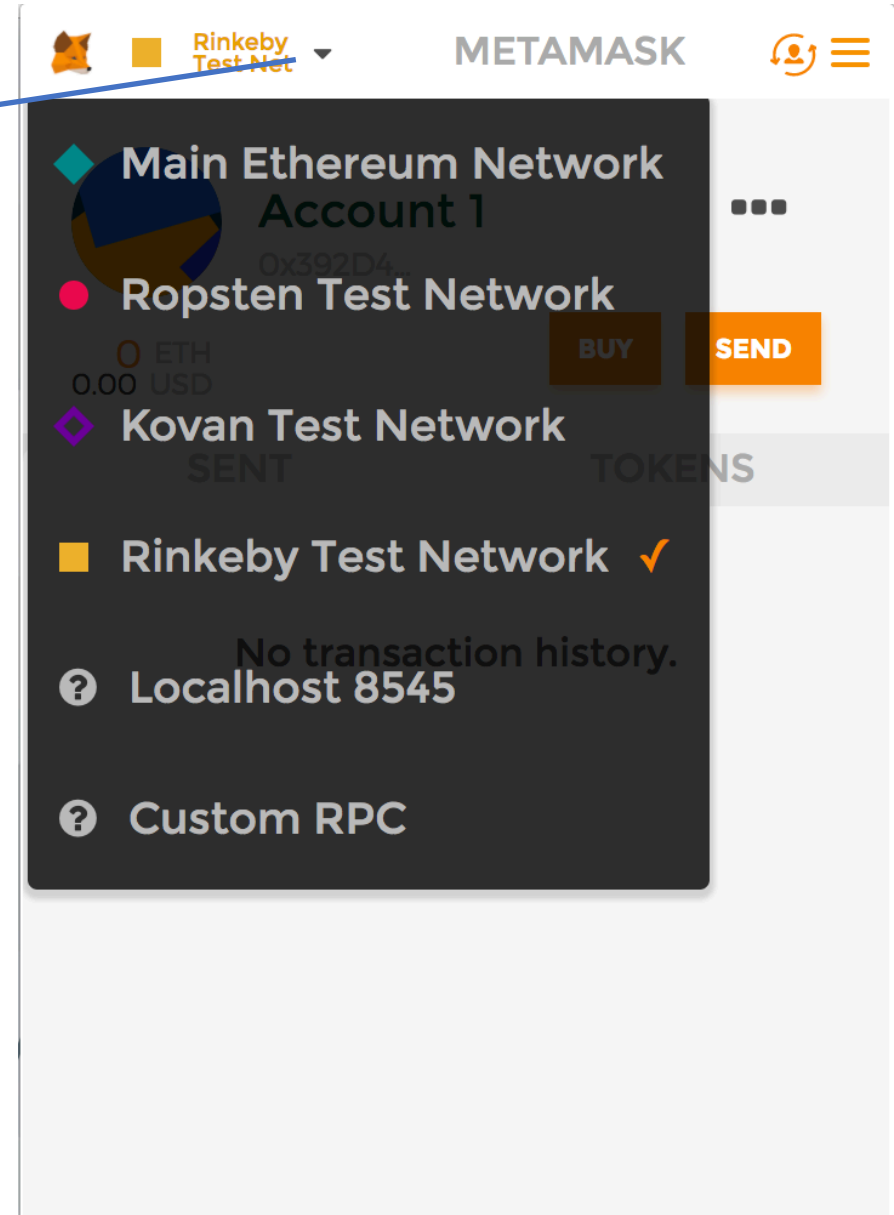 Rinkeby
Test Net
METAMASK
Main Ethereum Network
Account 1
0x392D4...
Ropsten Test Network
0 ETH
BUY
SEND
0.00 USD
Kovan Test Network
SENT
TOKENS
Rinkeby Test Network
No transaction history.
Localhost 8545
Custom RPC